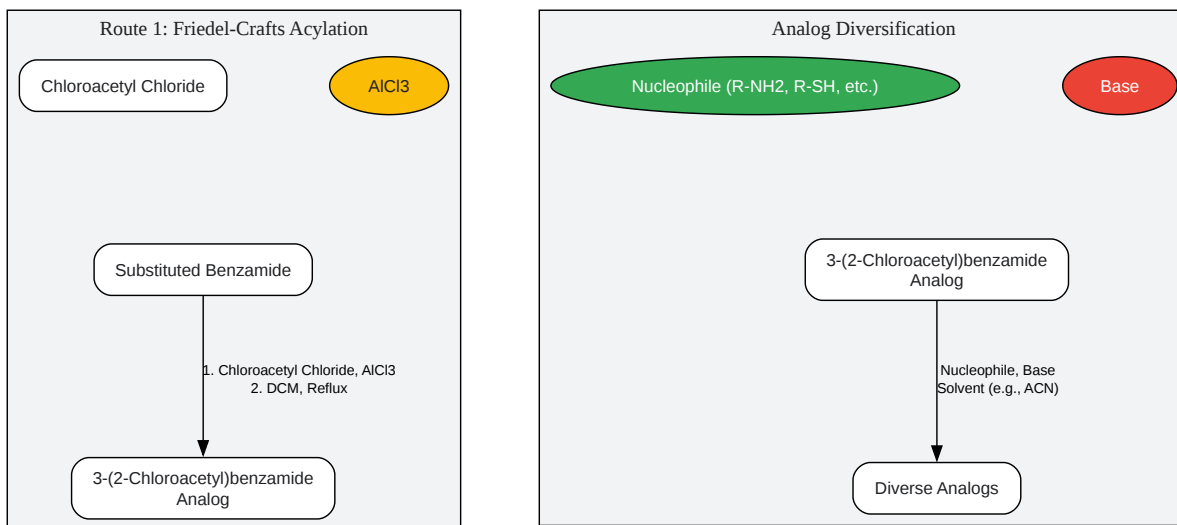 Route 1: Friedel-Crafts Acylation
Chloroacetyl Chloride
AlCl3
Substituted Benzamide
1. Chloroacetyl Chloride, AlCl3
2. DCM, Reflux
3-(2-Chloroacetyl)benzamide
Analog
Analog Diversification
Nucleophile (R-NH2, R-SH, etc.)
Base
3-(2-Chloroacetyl)benzamide
Analog
Nucleophile, Base
Solvent (e.g., ACN)
Diverse Analogs